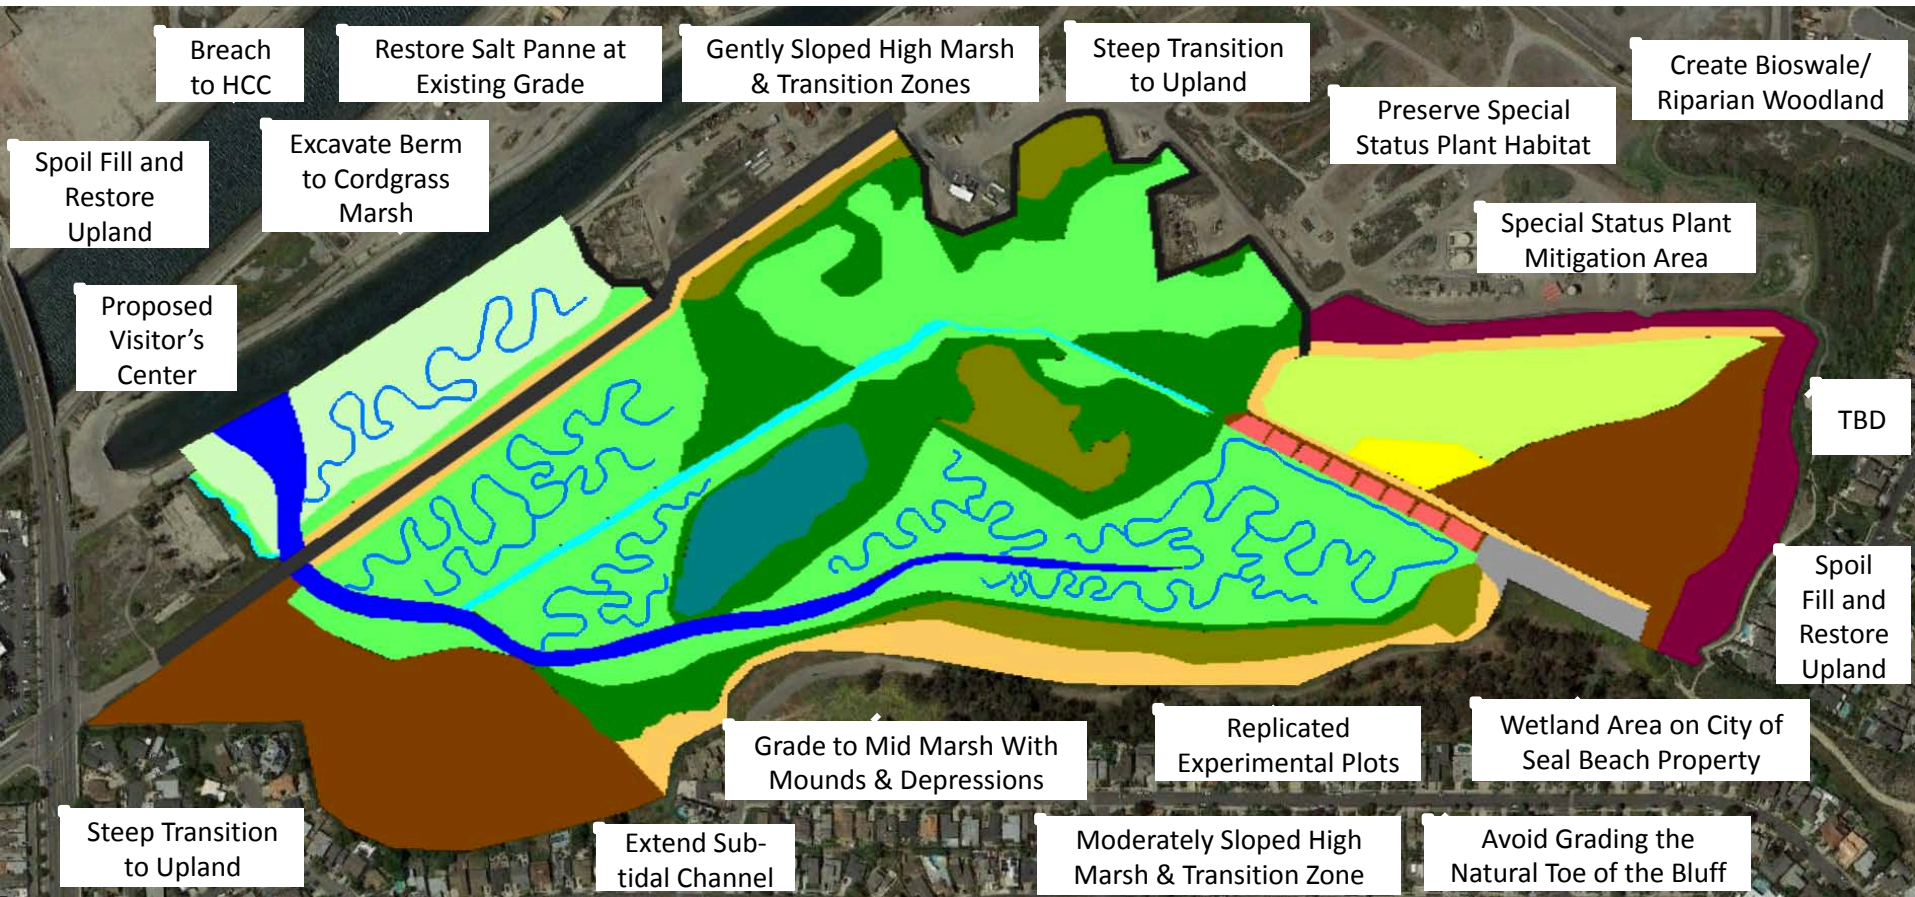 Breach
to HCC
Restore Salt Panne at
Existing Grade
Gently Sloped High Marsh
& Transition Zones
Steep Transition
to Upland
Create Bioswale/
Riparian Woodland
Preserve Special
Status Plant Habitat
Spoil Fill and
Restore
Upland
Excavate Berm
to Cordgrass
Marsh
Special Status Plant
Mitigation Area
Proposed
Visitor’s
Center
TBD
Spoil
Fill and
Restore
Upland
Grade to Mid Marsh With
Mounds & Depressions
Replicated
Experimental Plots
Wetland Area on City of
Seal Beach Property
Steep Transition
to Upland
Extend Sub-
tidal Channel
Moderately Sloped High
Marsh & Transition Zone
Avoid Grading the
Natural Toe of the Bluff